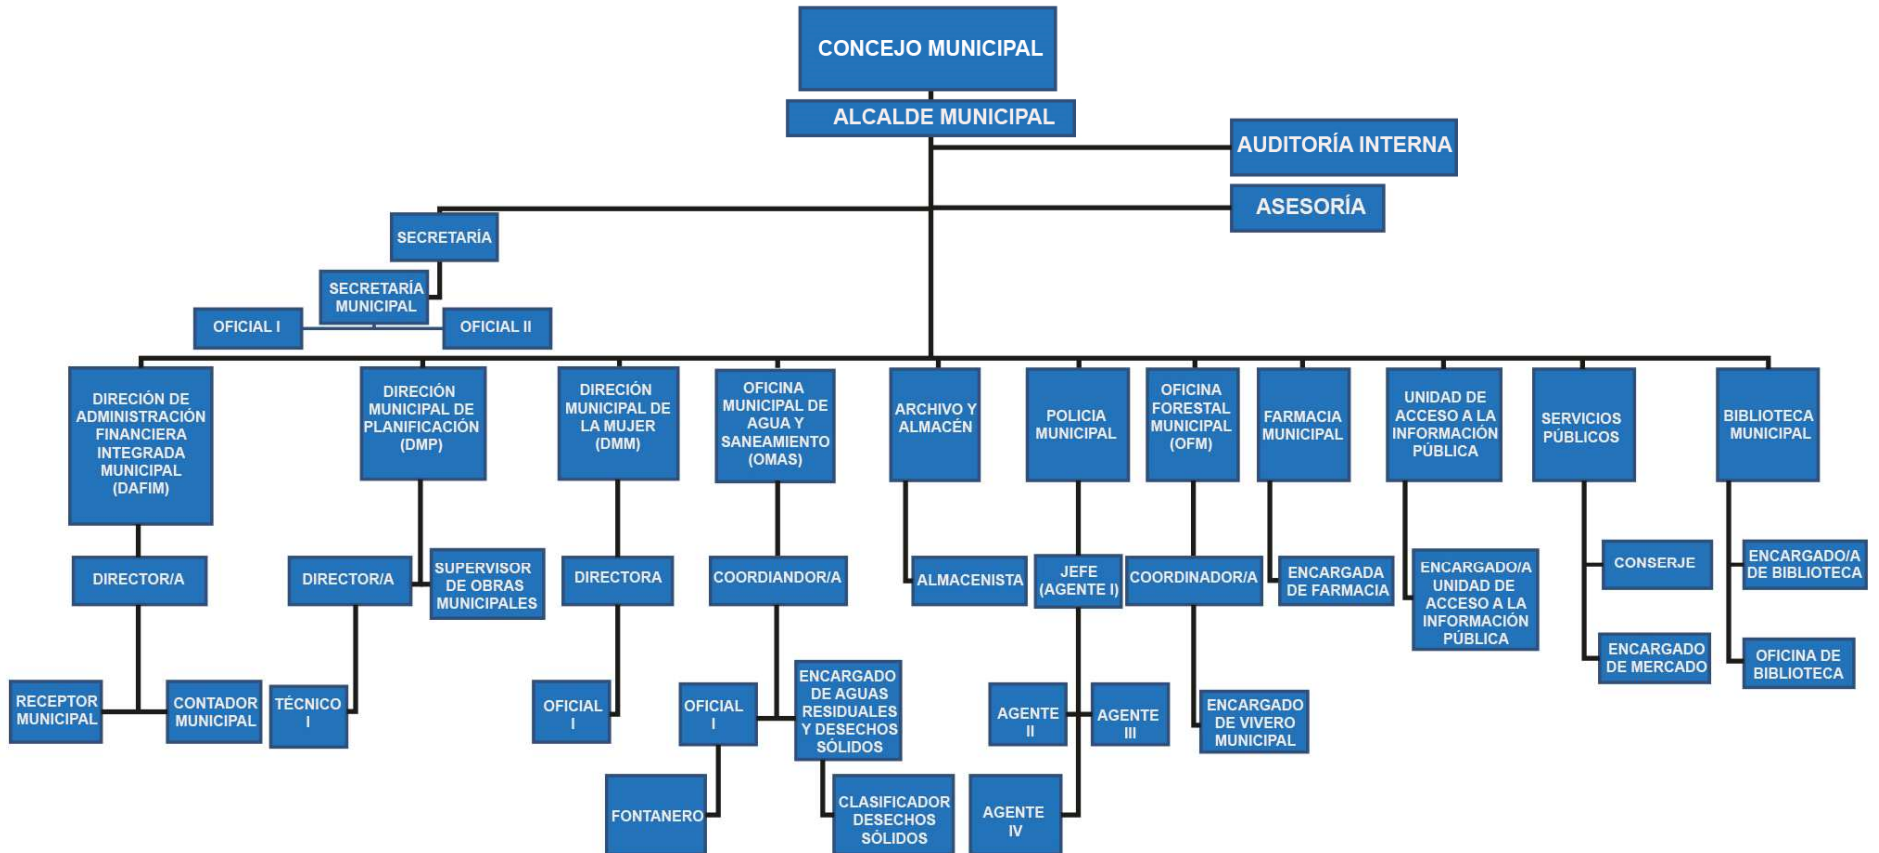 CONCEJO MUNICIPAL
ALCALDE MUNICIPAL
AUDITORÍA INTERNA
ASESORÍA
SECRETARÍA
SECRETARÍA
MUNICIPAL
OFICIAL I
OFICIAL II
DIRECIÓN DE
ADMINISTRACIÓN
FINANCIERA
INTEGRADA
MUNICIPAL
(DAFIM)
DIRECIÓN
MUNICIPAL DE
PLANIFICACIÓN
(DMP)
DIRECIÓN
MUNICIPAL DE
LA MUJER
(DMM)
OFICINA
MUNICIPAL DE
AGUA Y
SANEAMIENTO
(OMAS)
ARCHIVO Y
ALMACÉN
POLICIA
MUNICIPAL
OFICINA
FORESTAL
MUNICIPAL
(OFM)
FARMACIA
MUNICIPAL
UNIDAD DE
ACCESO A LA
INFORMACIÓN
PÚBLICA
SERVICIOS
PÚBLICOS
BIBLIOTECA
MUNICIPAL
DIRECTOR/A
DIRECTOR/A
SUPERVISOR
DE OBRAS
MUNICIPALES
DIRECTORA
COORDIANDOR/A
ALMACENISTA
JEFE
(AGENTE I)
COORDINADOR/A
ENCARGADA
DE FARMACIA
ENCARGADO/A
UNIDAD DE
ACCESO A LA
INFORMACIÓN
PÚBLICA
CONSERJE
ENCARGADO/A
DE BIBLIOTECA
RECEPTOR
MUNICIPAL
CONTADOR
MUNICIPAL
TÉCNICO
I
OFICIAL
I
OFICIAL
I
ENCARGADO
DE AGUAS
RESIDUALES
Y DESECHOS
SÓLIDOS
AGENTE
II
AGENTE
III
ENCARGADO
DE VIVERO
MUNICIPAL
ENCARGADO
DE MERCADO
OFICINA DE
BIBLIOTECA
FONTANERO
CLASIFICADOR
DESECHOS
SÓLIDOS
AGENTE
IV